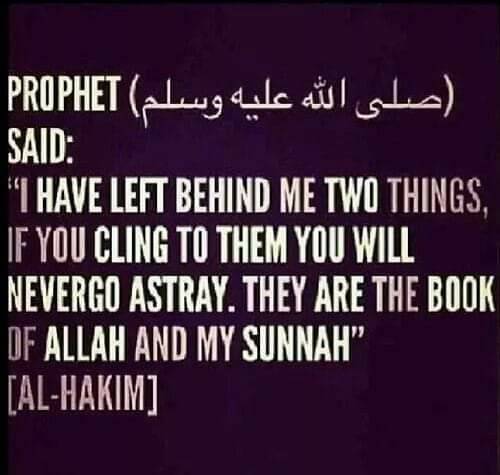 PROPHET (صلى الله عليه وسلم)
SAID:
"I HAVE LEFT BEHIND ME TWO THINGS,
IF YOU CLING TO THEM YOU WILL
NEVERGO ASTRAY. THEY ARE THE BOOK
OF ALLAH AND MY SUNNAH"
[AL-HAKIM]